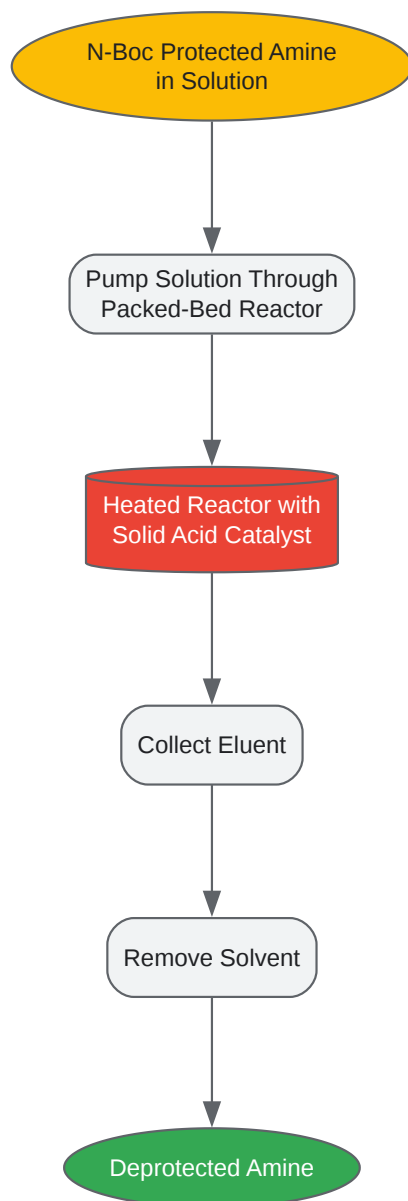 N-Boc Protected Amine
in Solution
Pump Solution Through
Packed-Bed Reactor
Heated Reactor with
Solid Acid Catalyst
Collect Eluent
Remove Solvent
Deprotected Amine